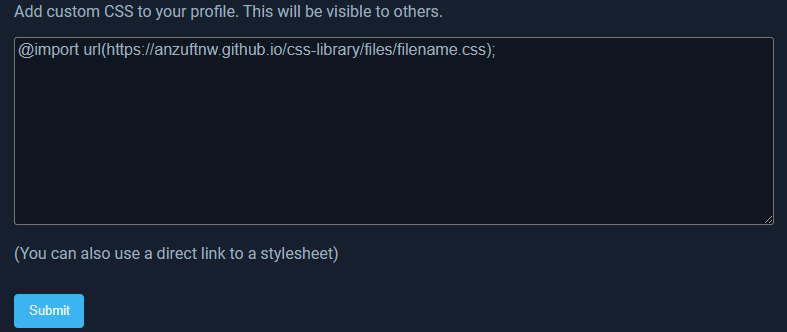 Add custom CSS to your profile. This will be visible to others.
@import url(https://anzuftnw.github.io/css-library/files/filename.css);
(You can also use a direct link to a stylesheet)
Submit